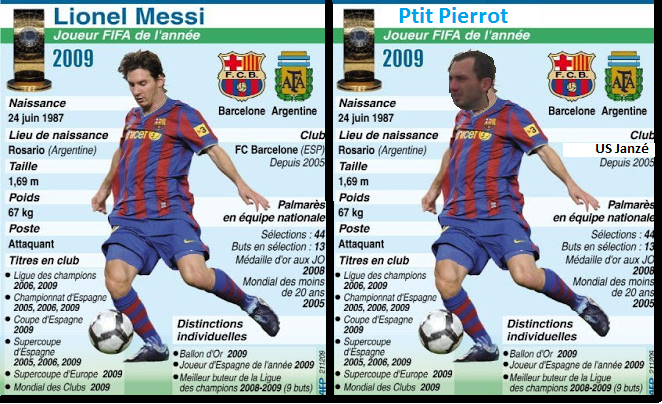 Lionel Messi
Joueur FIFA de l'année
2009
F C B
AFA
Barcelone Argentine
Naissance
24 juin 1987
Lieu de naissance
Rosario (Argentine)
Taille
1,69 m
Poids
67 kg
Poste
Attaquant
Titres en club
Ligue des champions
2006, 2009
Championnat d'Espagne
2005, 2006, 2009
Coupe d'Espagne
2009
Supercoupe
d'Espagne
2005, 2006, 2009
Supercoupe d'Europe 2009
Mondial des Clubs 2009
unicef
Club
FC Barcelone (ESP)
Depuis 2005
Palmarès
en équipe nationale
Sélections : 44
Buts en sélection : 13
Médaille d'or aux JO
2008
Mondial des moins
de 20 ans
2005
Distinctions
individuelles
Ballon d'Or 2009
Joueur d'Espagne de l'année 2009
Meilleur buteur de la Ligue
des champions 2008-2009 (9 buts)
AFP 211209
Ptit Pierrot
Joueur FIFA de l'année
2009
F C B
AFA
Barcelone Argentine
Naissance
24 juin 1987
Lieu de naissance
Rosario (Argentine)
Taille
1,69 m
Poids
67 kg
Poste
Attaquant
Titres en club
Ligue des champions
2006, 2009
Championnat d'Espagne
2005, 2006, 2009
Coupe d'Espagne
2009
Supercoupe
d'Espagne
2005, 2006, 2009
Supercoupe d'Europe 2009
Mondial des Clubs 2009
unicef
Club
US Janzé
Depuis 2005
Palmarès
en équipe nationale
Sélections : 44
Buts en sélection : 13
Médaille d'or aux JO
2008
Mondial des moins
de 20 ans
2005
Distinctions
individuelles
Ballon d'Or 2009
Joueur d'Espagne de l'année 2009
Meilleur buteur de la Ligue
des champions 2008-2009 (9 buts)
AFP 211209